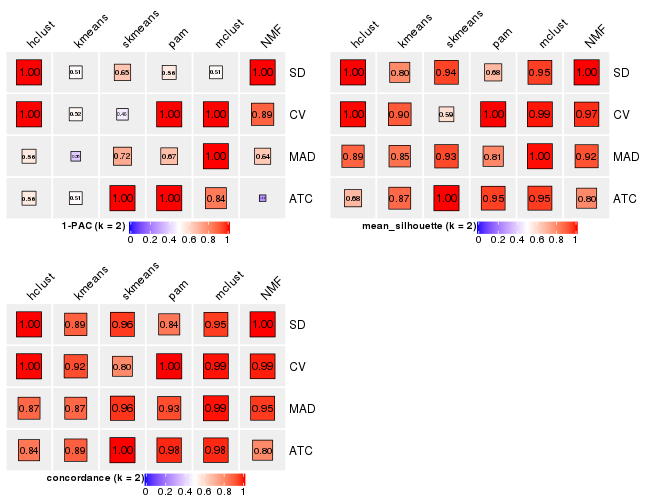 hclust kmeans skmeans pam mclust NMF
1.00 0.51 0.65 0.56 0.51 1.00 SD
1.00 0.52 1.00 1.00 0.89 CV
0.56 0.72 0.67 1.00 0.64 MAD
0.56 0.51 1.00 1.00 0.84 ATC
1-PAC (k = 2)
0 0.2 0.4 0.6 0.8 1
hclust kmeans skmeans pam mclust NMF
1.00 0.80 0.94 0.68 0.95 1.00 SD
1.00 0.90 0.59 1.00 0.99 0.97 CV
0.89 0.85 0.93 0.81 1.00 0.92 MAD
0.68 0.87 1.00 0.95 0.95 0.80 ATC
mean_silhouette (k = 2)
0 0.2 0.4 0.6 0.8 1
hclust kmeans skmeans pam mclust NMF
1.00 0.89 0.96 0.84 0.95 1.00 SD
1.00 0.92 0.80 1.00 0.99 0.99 CV
0.87 0.87 0.96 0.93 0.99 0.95 MAD
0.84 0.89 1.00 0.98 0.98 0.80 ATC
concordance (k = 2)
0 0.2 0.4 0.6 0.8 1